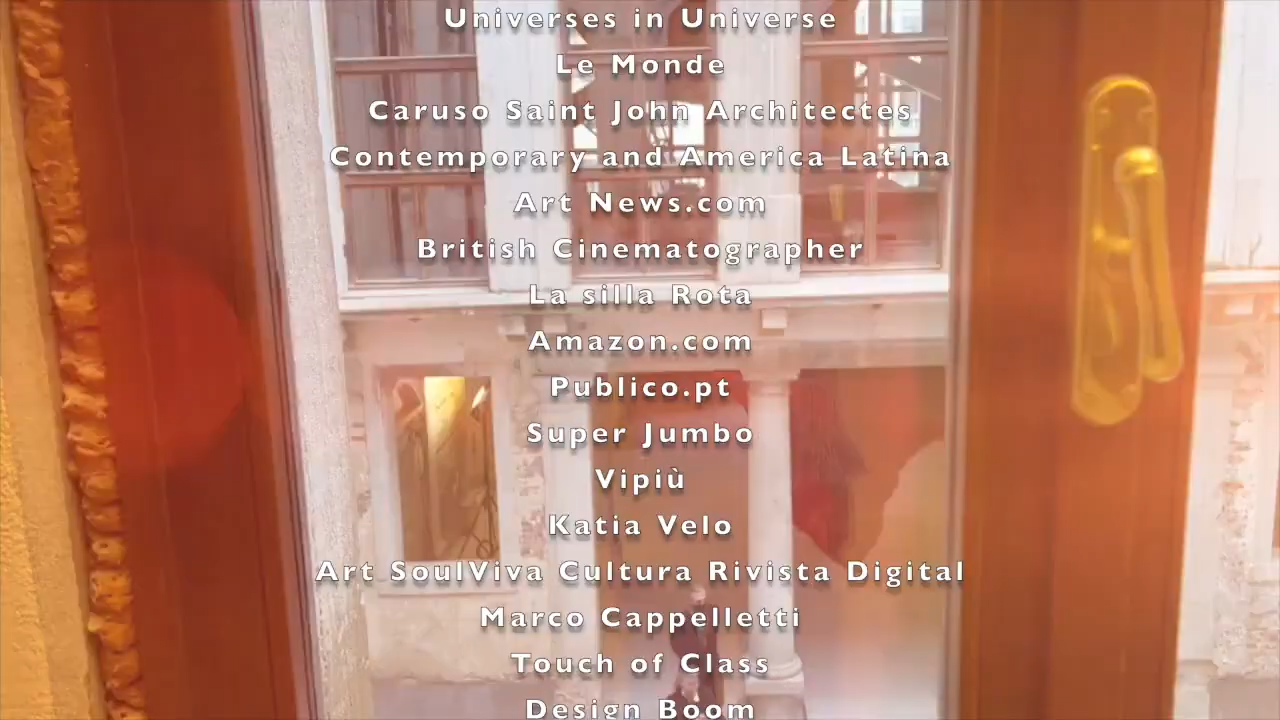 Universes in Universe
Le Monde
Caruso Saint John Architectes
Contemporary and America Latina
Art News.com
British Cinematographer
La silla Rota
Amazon.com
Publico.pt
Super Jumbo
Vipiù
Katia Velo
Art SoulViva Cultura Rivista Digital
Marco Cappelletti
Touch of Class
Design Boom